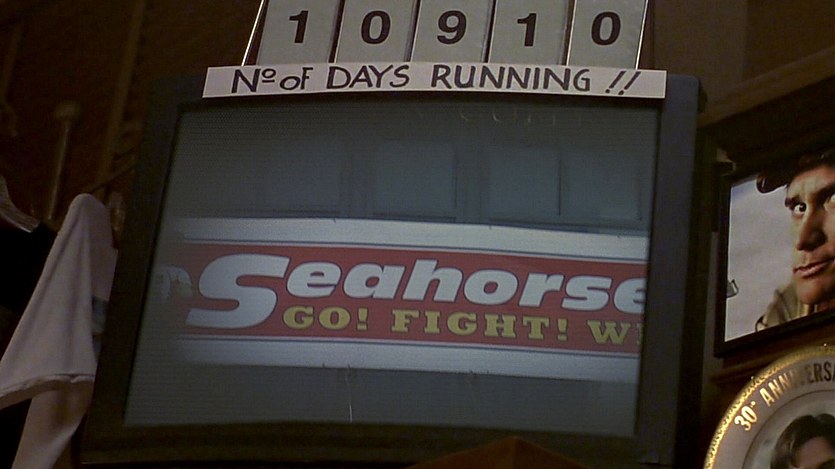 10910
Nº OF DAYS RUNNING !!
Seahorse
GO! FIGHT! W
30th ANNIVERSA